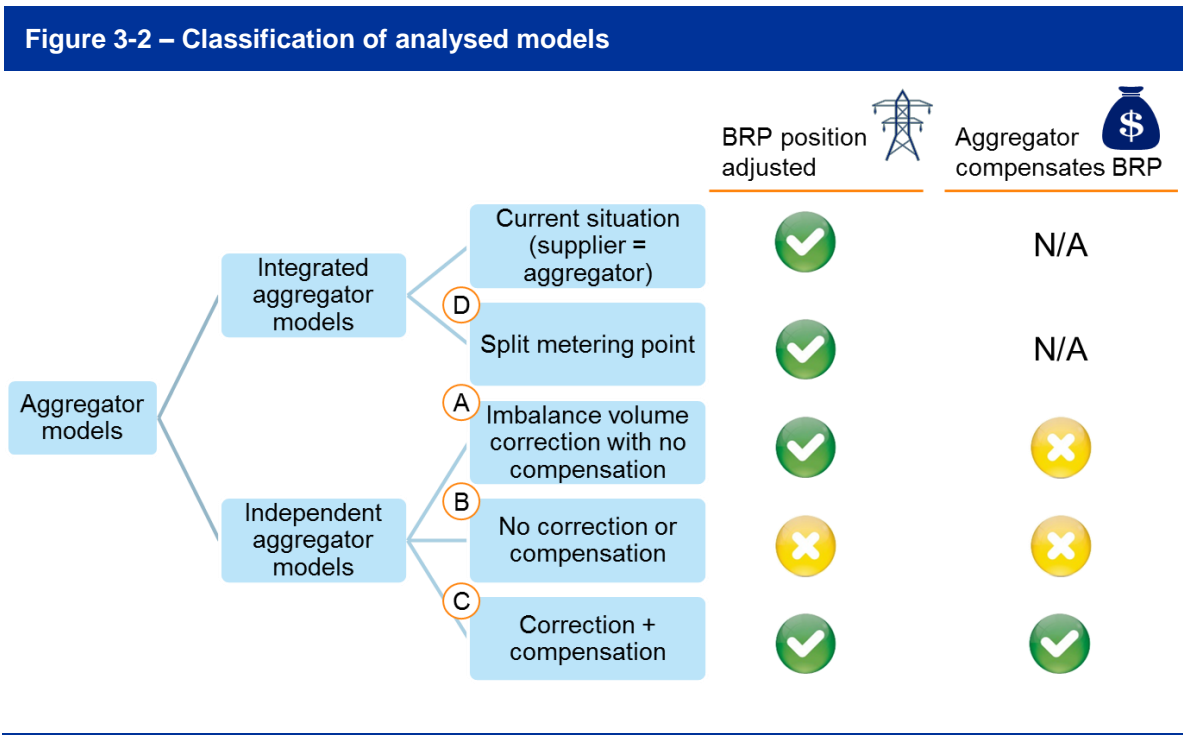 Figure 3-2 – Classification of analysed models
BRP position
adjusted
$
Aggregator
compensates BRP
Aggregator
models
Integrated
aggregator
models
Current situation
(supplier =
aggregator)
N/A
D
Split metering point
N/A
Independent
aggregator
models
A
Imbalance volume
correction with no
compensation
B
No correction or
compensation
C
Correction +
compensation